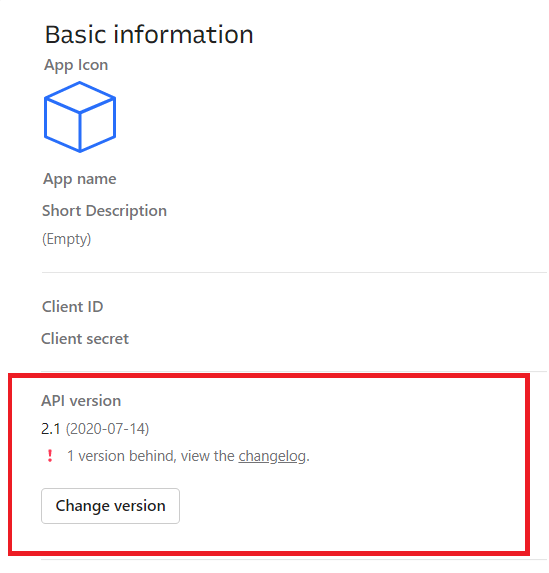 Basic information
App Icon
App name
Short Description
(Empty)
Client ID
Client secret
API version
2.1 (2020-07-14)
! 1 version behind, view the changelog.
Change version